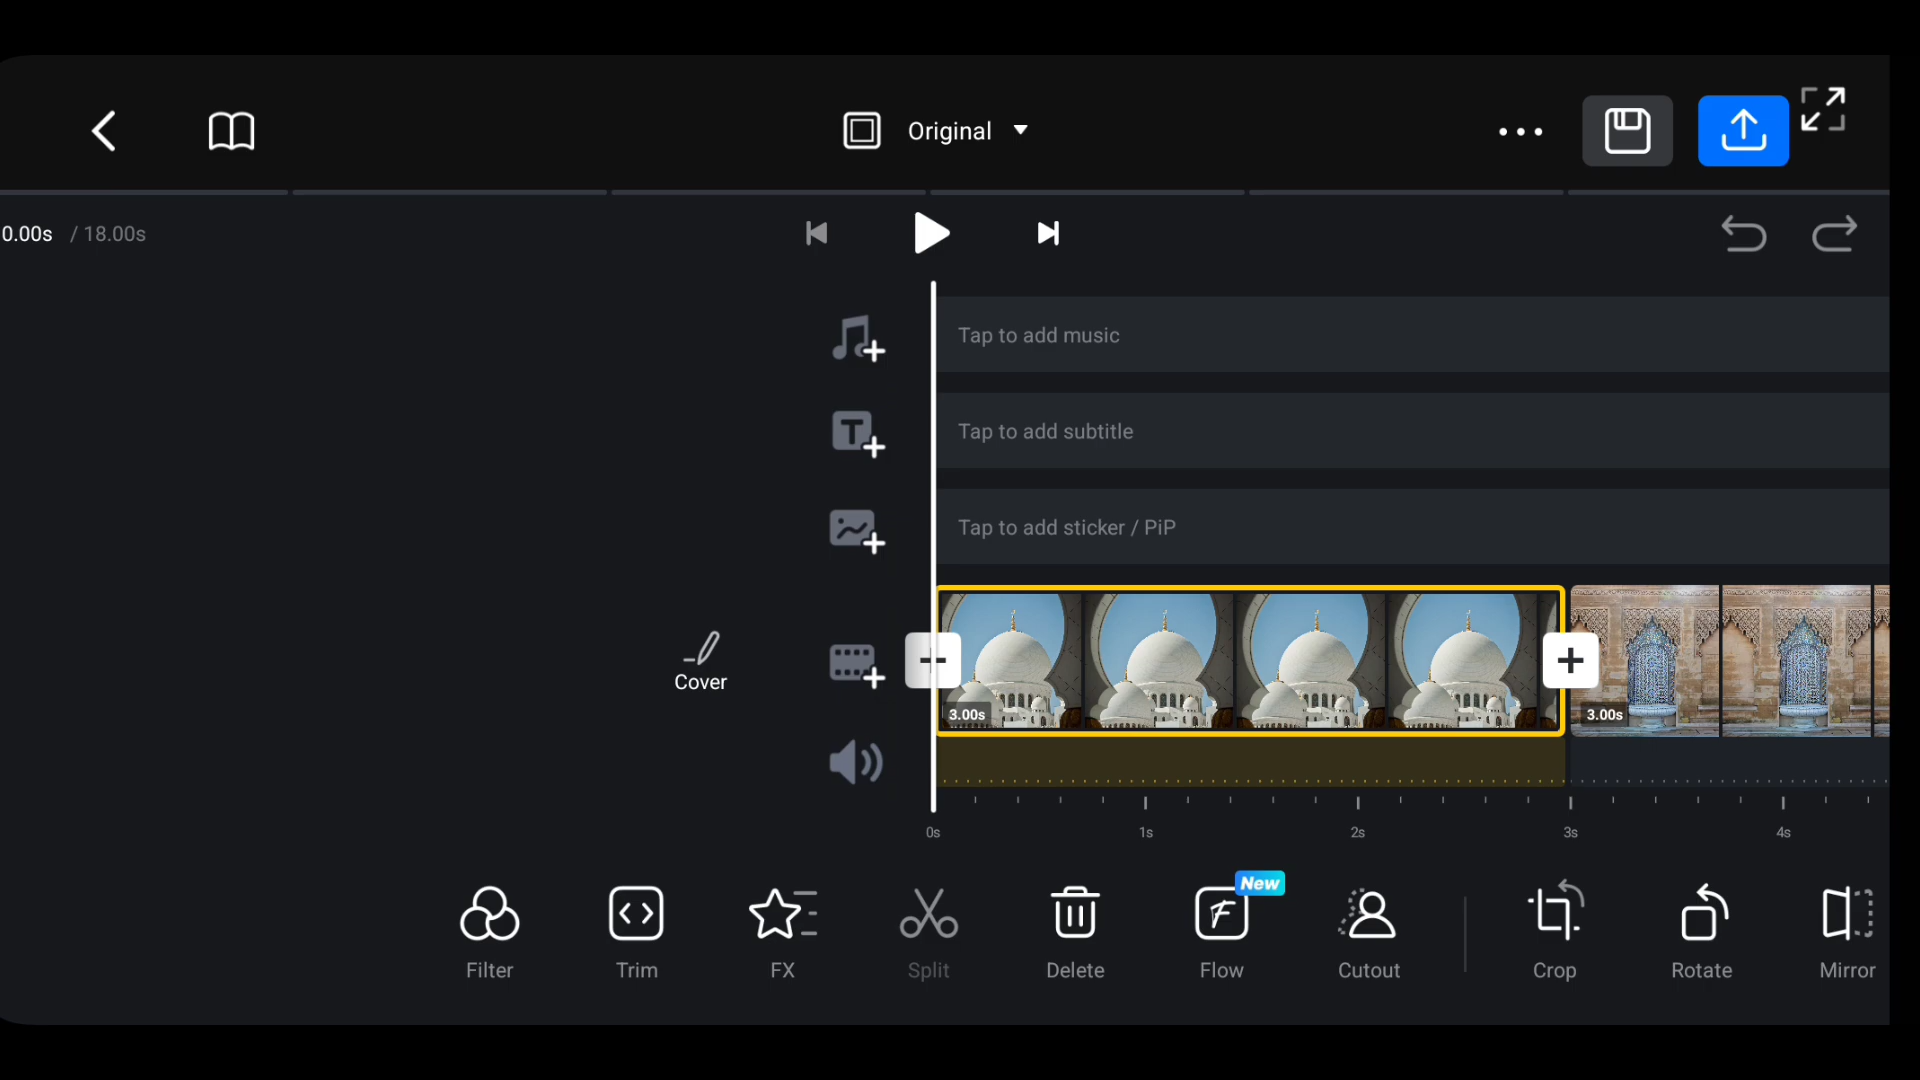 Original
0.00s / 18.00s
Tap to add music
Tap to add subtitle
Tap to add sticker / PiP
Cover
3.00s
3.00s
0s 1s 2s 3s 4s
New
Filter Trim FX Split Delete Flow Cutout Crop Rotate Mirror